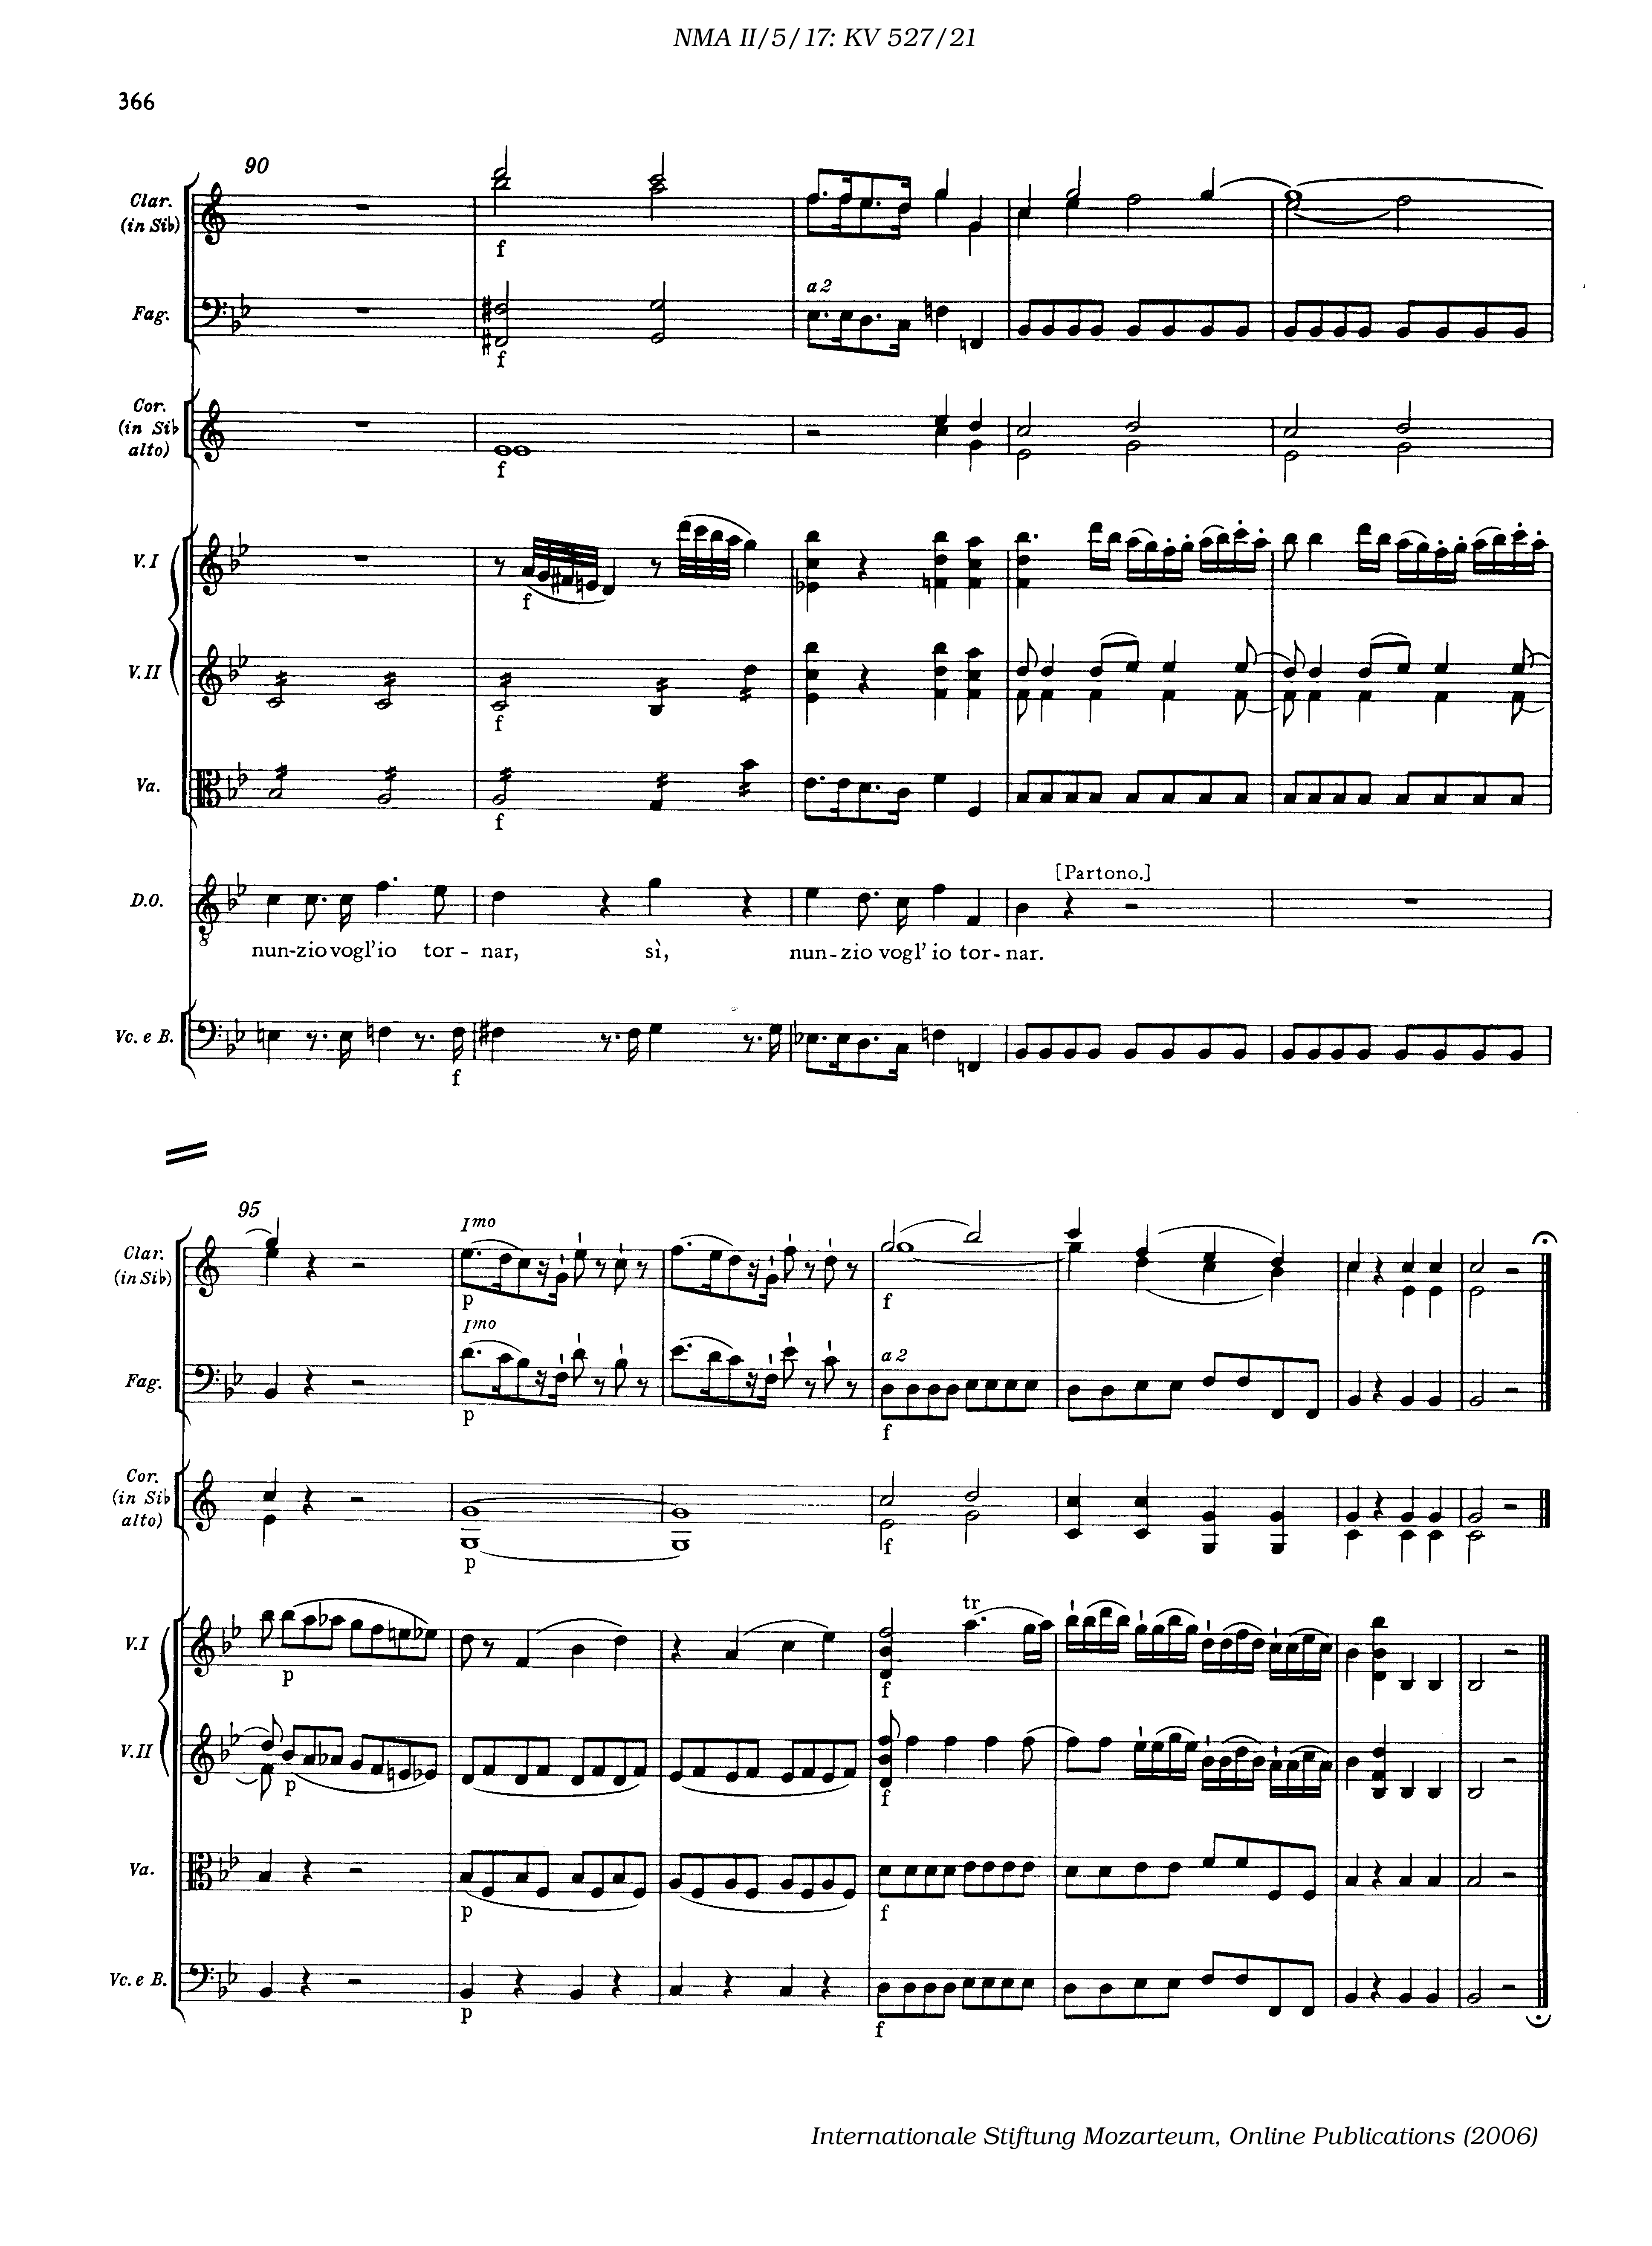 NMA II/5/17: KV 527/21
366
90
Clar.
(in Sib)
f
Fag.
a 2
f
Cor.
(in Sib
alto)
f
V. I
f
V. II
f
Va.
f
[Partono.]
D.O.
nun-zio vogl'io tor - nar, sì, nun-zio vogl' io tor-nar.
Vc. e B.
f
95
Clar.
(in Sib)
Imo
p
f
Fag.
Imo
a 2
p
f
Cor.
(in Sib
alto)
p
f
tr
V. I
p
f
V. II
p
f
Va.
p
f
Vc. e B.
p
f
Internationale Stiftung Mozarteum, Online Publications (2006)